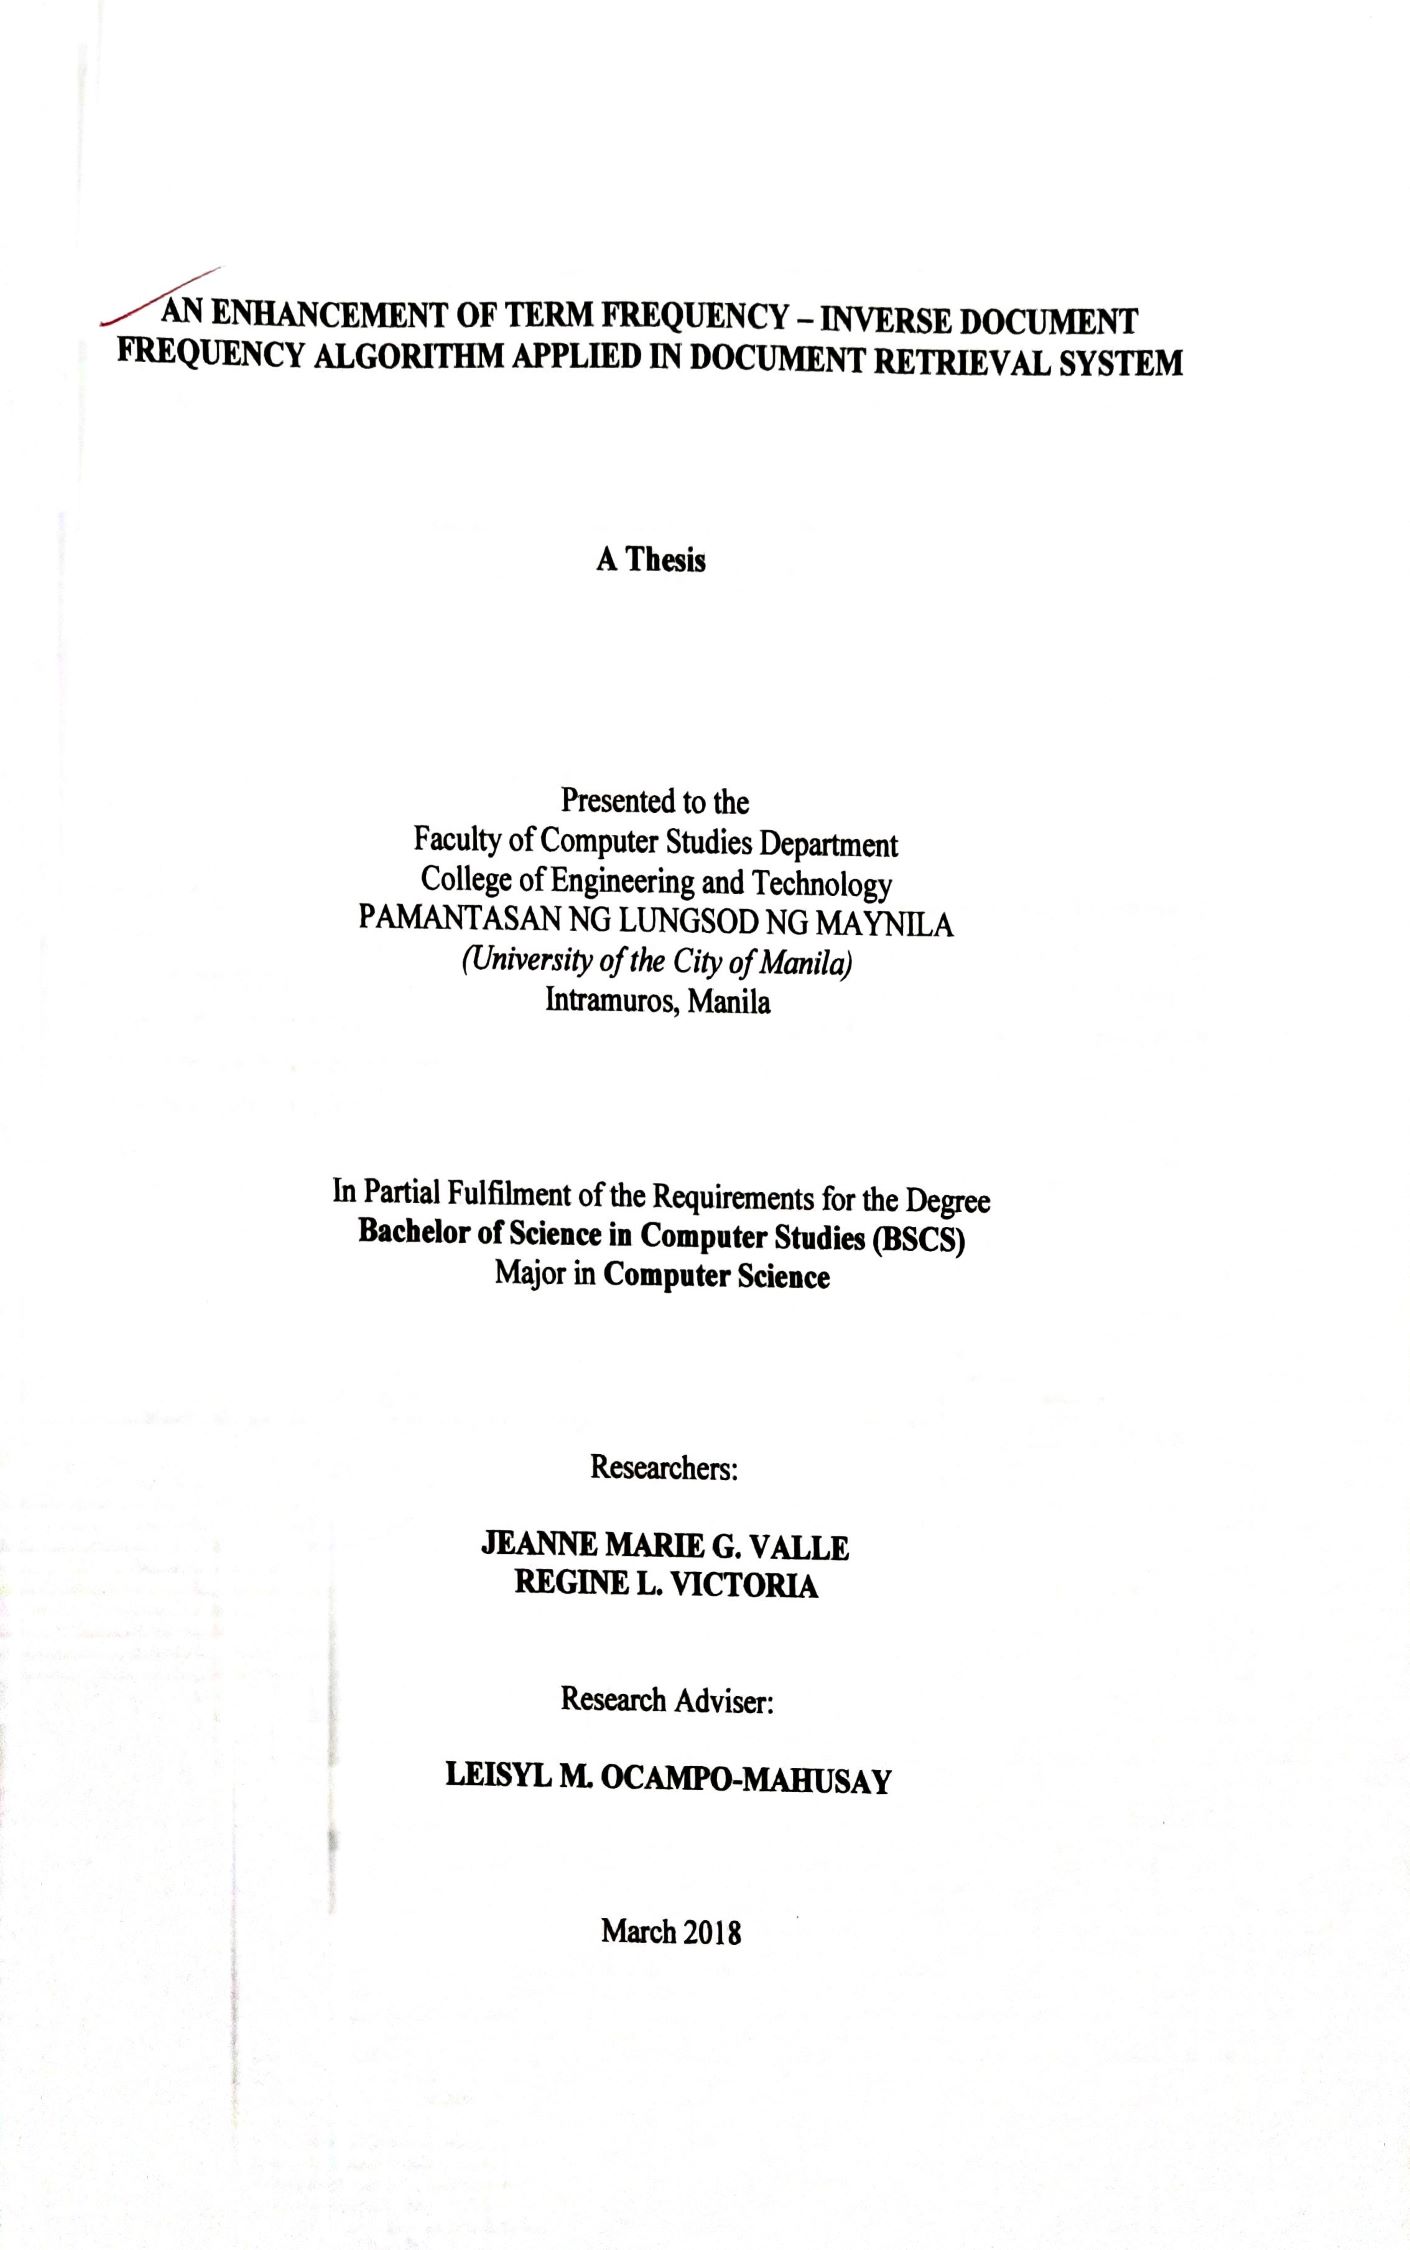 AN ENHANCEMENT OF TERM FREQUENCY – INVERSE DOCUMENT
FREQUENCY ALGORITHM APPLIED IN DOCUMENT RETRIEVAL SYSTEM
A Thesis
Presented to the
Faculty of Computer Studies Department
College of Engineering and Technology
PAMANTASAN NG LUNGSOD NG MAYNILA
(University of the City of Manila)
Intramuros, Manila
In Partial Fulfilment of the Requirements for the Degree
Bachelor of Science in Computer Studies (BSCS)
Major in Computer Science
Researchers:
JEANNE MARIE G. VALLE
REGINE L. VICTORIA
Research Adviser:
LEISYL M. OCAMPO-MAHUSAY
March 2018